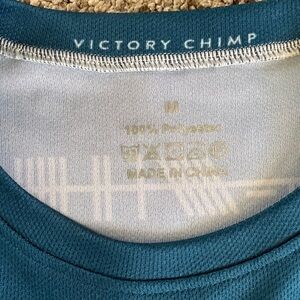 VICTORY CHIMP
M
100% Polyester
MADE IN CHINA